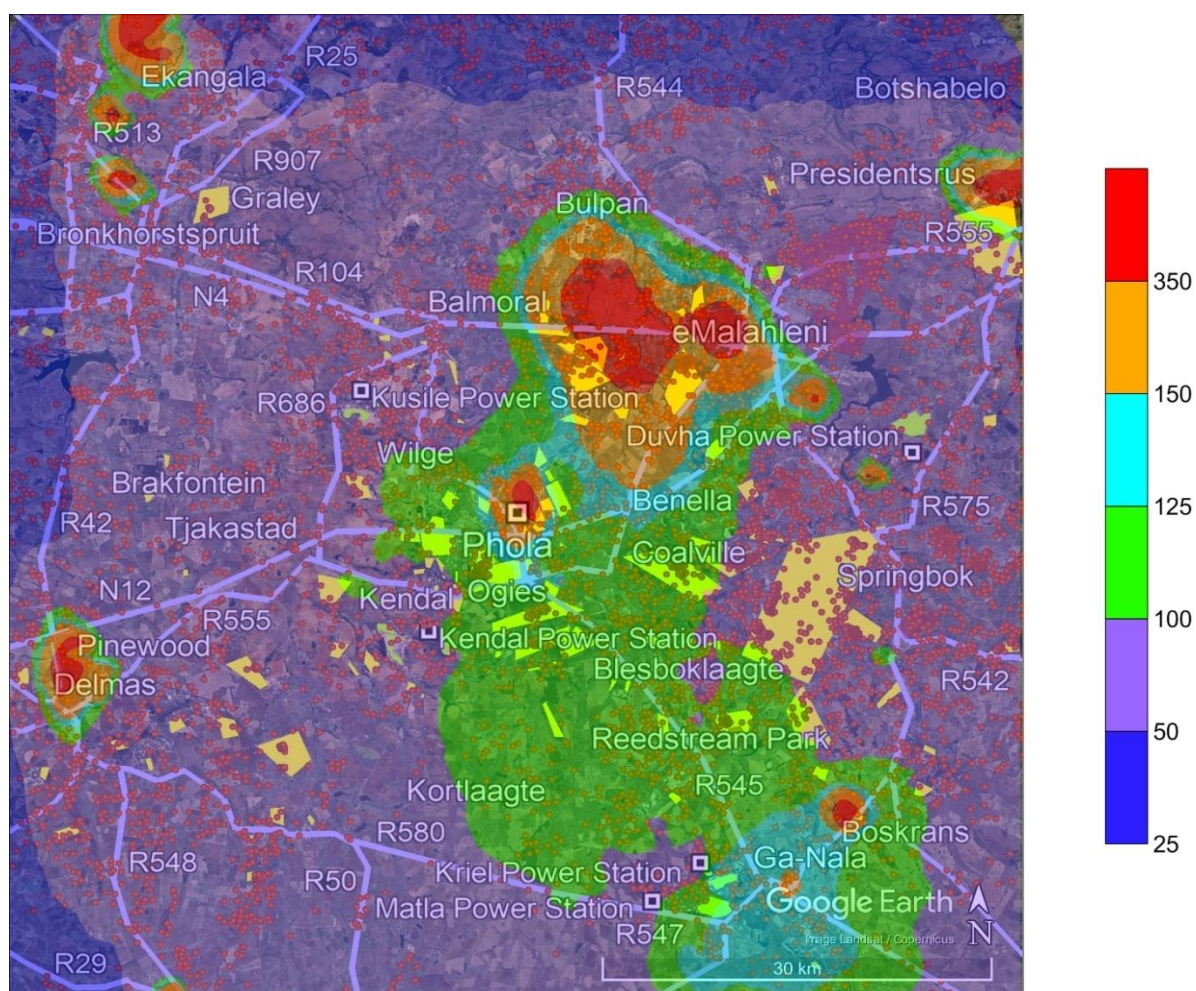 R25
Ekangala
R544
Botshabelo
R513
R907
Presidentsrus
Graley
Bulpan
Bronkhorstspruit
R555
R104
N4
Balmoral
eMalahleni
R686
Kusile Power Station
Duvha Power Station
Wilge
Brakfontein
Benella
R575
R42
Tjakastad
Phola
Coalville
Springbok
N12
Kendal
Ogies
R555
Pinewood
Kendal Power Station
Blesboklaagte
Delmas
R542
Reedstream Park
Kortlaagte
R545
R580
Boskrans
R548
Kriel Power Station
Ga-Nala
R50
Matla Power Station
Google Earth
R547
Image Landsat / Copernicus
N
R29
30 km
350
150
125
100
50
25